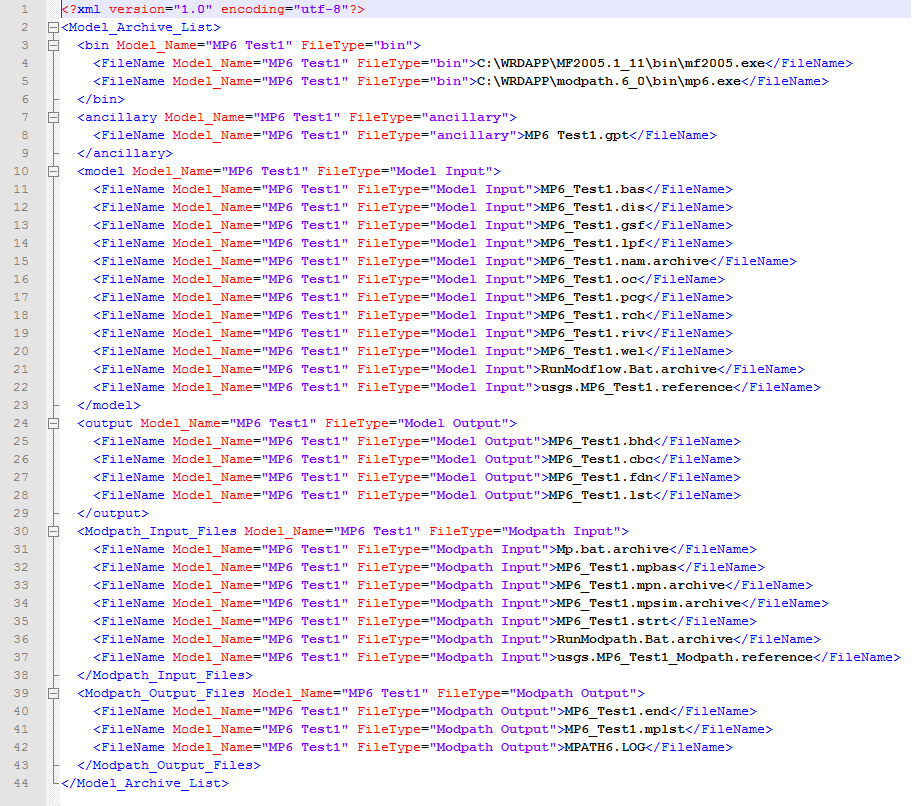 1 <?xml version="1.0" encoding="utf-8"?>
2 <Model_Archive_List>
3 <bin Model_Name="MP6 Test1" FileType="bin">
4 <FileName Model_Name="MP6 Test1" FileType="bin">C:\WRDAPP\MF2005.1_11\bin\mf2005.exe</FileName>
5 <FileName Model_Name="MP6 Test1" FileType="bin">C:\WRDAPP\modpath.6_0\bin\mp6.exe</FileName>
6 </bin>
7 <ancillary Model_Name="MP6 Test1" FileType="ancillary">
8 <FileName Model_Name="MP6 Test1" FileType="ancillary">MP6 Test1.gpt</FileName>
9 </ancillary>
10 <model Model_Name="MP6 Test1" FileType="Model Input">
11 <FileName Model_Name="MP6 Test1" FileType="Model Input">MP6_Test1.bas</FileName>
12 <FileName Model_Name="MP6 Test1" FileType="Model Input">MP6_Test1.dis</FileName>
13 <FileName Model_Name="MP6 Test1" FileType="Model Input">MP6_Test1.gsf</FileName>
14 <FileName Model_Name="MP6 Test1" FileType="Model Input">MP6_Test1.lpf</FileName>
15 <FileName Model_Name="MP6 Test1" FileType="Model Input">MP6_Test1.nam.archive</FileName>
16 <FileName Model_Name="MP6 Test1" FileType="Model Input">MP6_Test1.oc</FileName>
17 <FileName Model_Name="MP6 Test1" FileType="Model Input">MP6_Test1.pcg</FileName>
18 <FileName Model_Name="MP6 Test1" FileType="Model Input">MP6_Test1.rch</FileName>
19 <FileName Model_Name="MP6 Test1" FileType="Model Input">MP6_Test1.riv</FileName>
20 <FileName Model_Name="MP6 Test1" FileType="Model Input">MP6_Test1.wel</FileName>
21 <FileName Model_Name="MP6 Test1" FileType="Model Input">RunModflow.Bat.archive</FileName>
22 <FileName Model_Name="MP6 Test1" FileType="Model Input">usgs.MP6_Test1.reference</FileName>
23 </model>
24 <output Model_Name="MP6 Test1" FileType="Model Output">
25 <FileName Model_Name="MP6 Test1" FileType="Model Output">MP6_Test1.bhd</FileName>
26 <FileName Model_Name="MP6 Test1" FileType="Model Output">MP6_Test1.cbc</FileName>
27 <FileName Model_Name="MP6 Test1" FileType="Model Output">MP6_Test1.fdn</FileName>
28 <FileName Model_Name="MP6 Test1" FileType="Model Output">MP6_Test1.lst</FileName>
29 </output>
30 <Modpath_Input_Files Model_Name="MP6 Test1" FileType="Modpath Input">
31 <FileName Model_Name="MP6 Test1" FileType="Modpath Input">Mp.bat.archive</FileName>
32 <FileName Model_Name="MP6 Test1" FileType="Modpath Input">MP6_Test1.mpbas</FileName>
33 <FileName Model_Name="MP6 Test1" FileType="Modpath Input">MP6_Test1.mpn.archive</FileName>
34 <FileName Model_Name="MP6 Test1" FileType="Modpath Input">MP6_Test1.mpsim.archive</FileName>
35 <FileName Model_Name="MP6 Test1" FileType="Modpath Input">MP6_Test1.strt</FileName>
36 <FileName Model_Name="MP6 Test1" FileType="Modpath Input">RunModpath.Bat.archive</FileName>
37 <FileName Model_Name="MP6 Test1" FileType="Modpath Input">usgs.MP6_Test1_Modpath.reference</FileName>
38 </Modpath_Input_Files>
39 <Modpath_Output_Files Model_Name="MP6 Test1" FileType="Modpath Output">
40 <FileName Model_Name="MP6 Test1" FileType="Modpath Output">MP6_Test1.end</FileName>
41 <FileName Model_Name="MP6 Test1" FileType="Modpath Output">MP6_Test1.mplst</FileName>
42 <FileName Model_Name="MP6 Test1" FileType="Modpath Output">MPATH6.LOG</FileName>
43 </Modpath_Output_Files>
44 </Model_Archive_List>